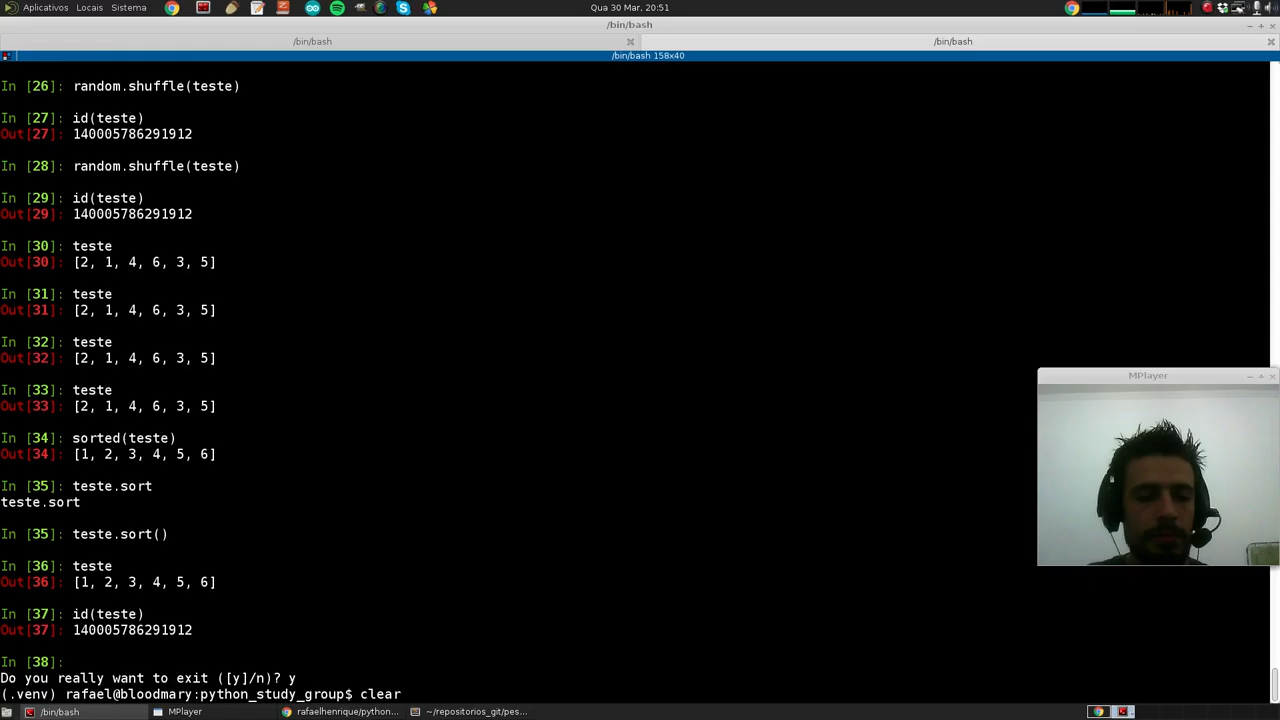 Aplicativos Locais Sistema Qua 30 Mar, 20:51
/bin/bash
/bin/bash /bin/bash
/bin/bash 158x40
In [26]: random.shuffle(teste)
In [27]: id(teste)
Out[27]: 140005786291912
In [28]: random.shuffle(teste)
In [29]: id(teste)
Out[29]: 140005786291912
In [30]: teste
Out[30]: [2, 1, 4, 6, 3, 5]
In [31]: teste
Out[31]: [2, 1, 4, 6, 3, 5]
In [32]: teste
Out[32]: [2, 1, 4, 6, 3, 5]
In [33]: teste
Out[33]: [2, 1, 4, 6, 3, 5]
In [34]: sorted(teste)
Out[34]: [1, 2, 3, 4, 5, 6]
In [35]: teste.sort
teste.sort
In [35]: teste.sort()
In [36]: teste
Out[36]: [1, 2, 3, 4, 5, 6]
In [37]: id(teste)
Out[37]: 140005786291912
In [38]:
Do you really want to exit ([y]/n)? y
(.venv) rafael@bloodmary:python_study_group$ clear
MPlayer
/bin/bash MPlayer rafaelhenrique/python... ~/repositorios_git/pes...